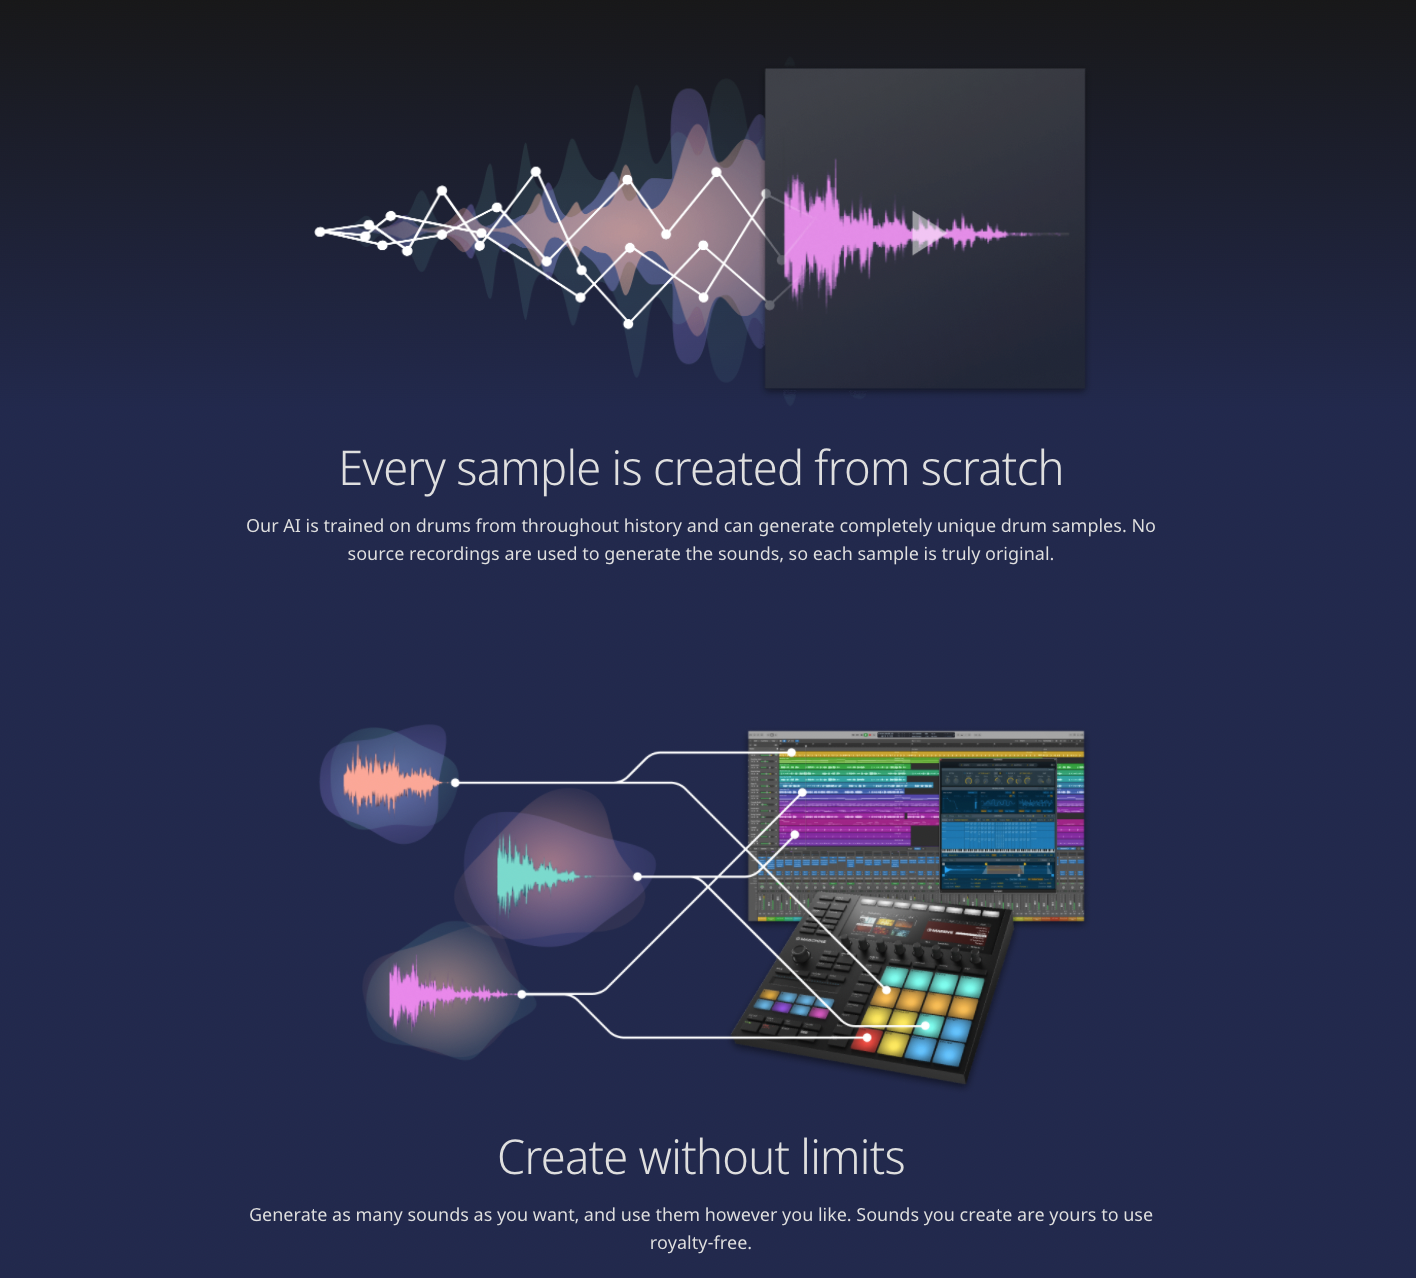 Every sample is created from scratch
Our AI is trained on drums from throughout history and can generate completely unique drum samples. No
source recordings are used to generate the sounds, so each sample is truly original.
Create without limits
Generate as many sounds as you want, and use them however you like. Sounds you create are yours to use
royalty-free.